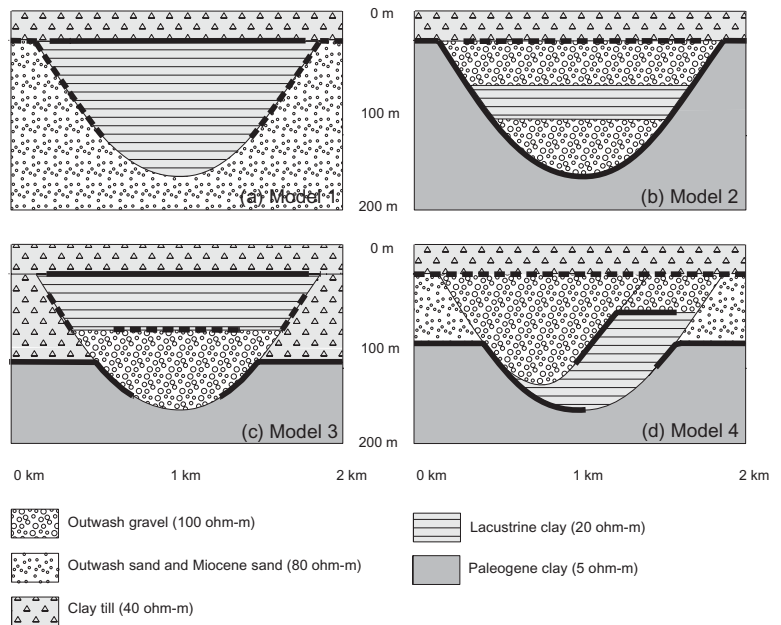 0 m
100 m
(a) Model 1
(b) Model 2
200 m
0 m
100 m
(c) Model 3
(d) Model 4
200 m
0 km
1 km
2 km
0 km
1 km
2 km
Outwash gravel (100 ohm-m)
Outwash sand and Miocene sand (80 ohm-m)
Clay till (40 ohm-m)
Lacustrine clay (20 ohm-m)
Paleogene clay (5 ohm-m)